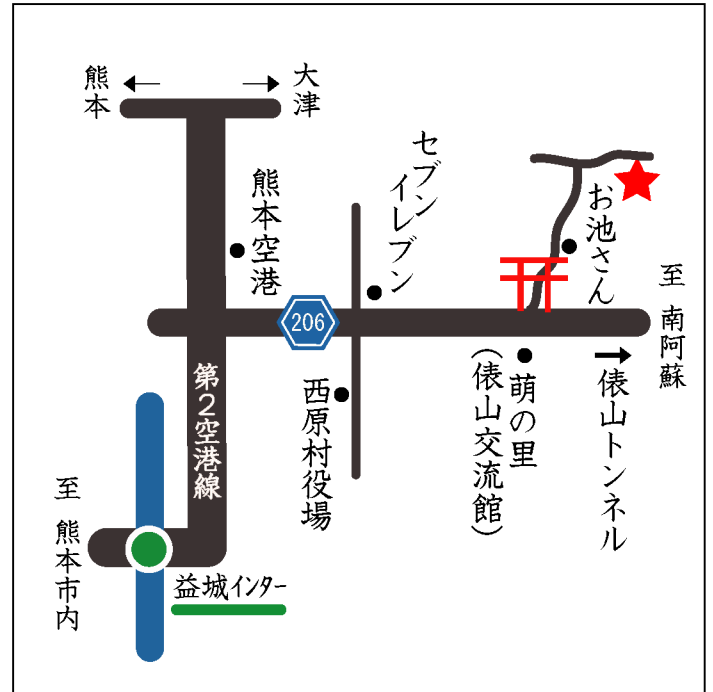 熊本
大津
熊本空港
セブン
イレブン
お池さん
至 南阿蘇
206
第2空港線
西原村役場
萌の里
(俵山交流館)
俵山トンネル
至 熊本市内
益城インター